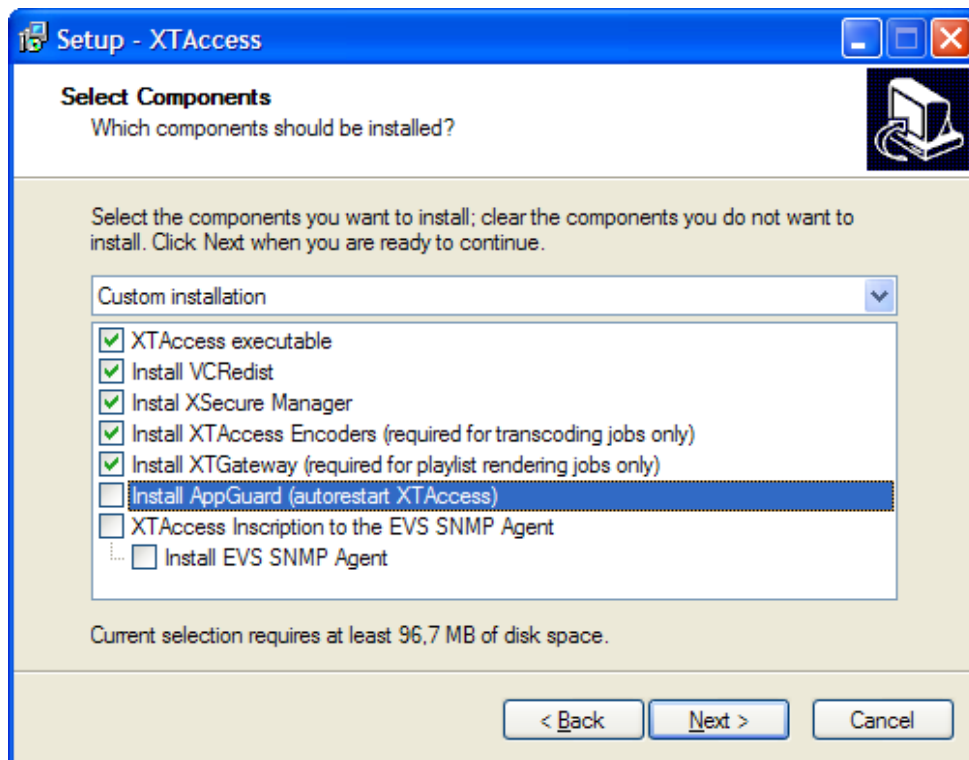 Setup - XTAccess
Select Components
Which components should be installed?
Select the components you want to install; clear the components you do not want to
install. Click Next when you are ready to continue.
Custom installation
XTAccess executable
Install VCRedist
Instal XSecure Manager
Install XTAccess Encoders (required for transcoding jobs only)
Install XTGateway (required for playlist rendering jobs only)
Install AppGuard (autorestart XTAccess)
XTAccess Inscription to the EVS SNMP Agent
Install EVS SNMP Agent
Current selection requires at least 96,7 MB of disk space.
< Back
Next >
Cancel